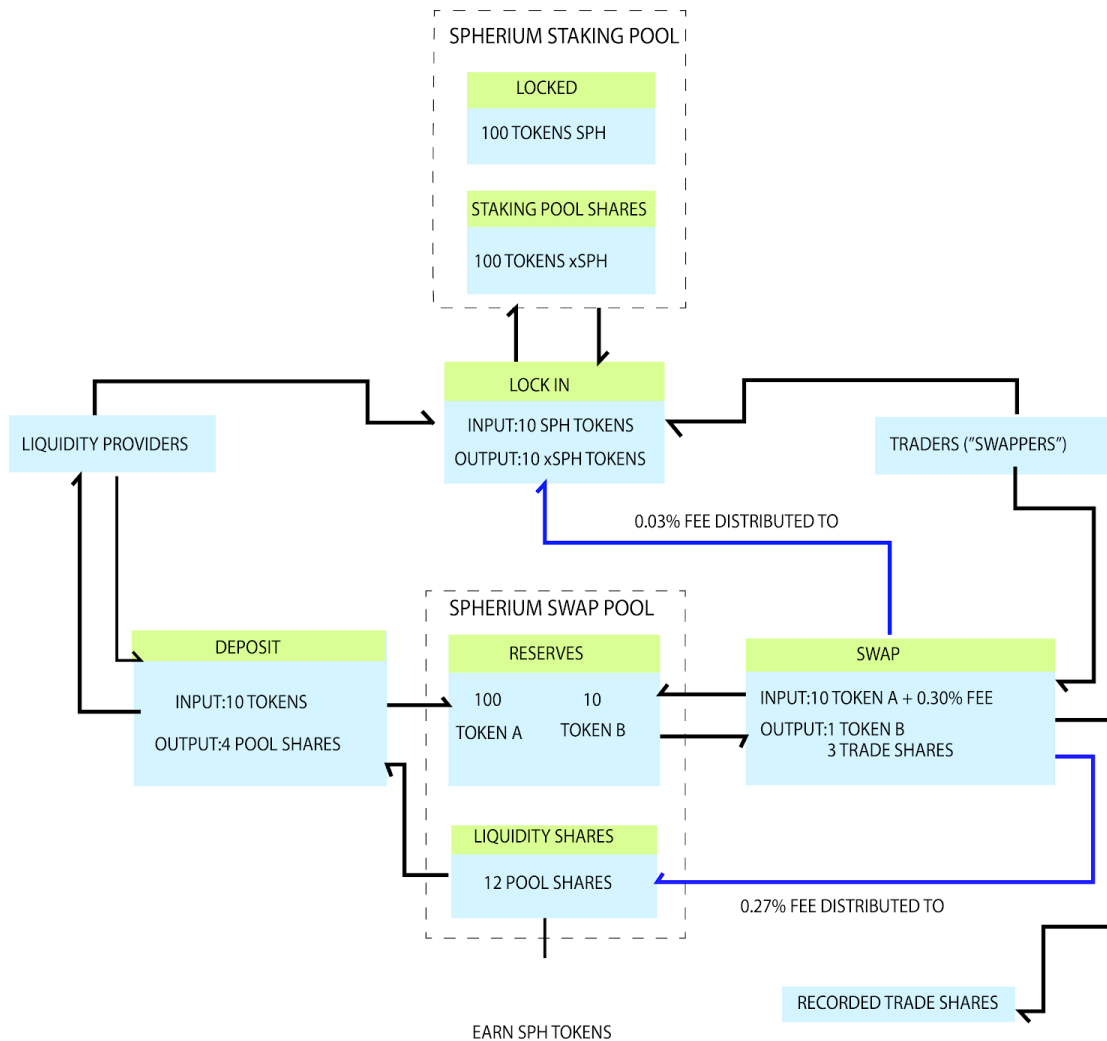 SPHERIUM STAKING POOL
LOCKED
100 TOKENS SPH
STAKING POOL SHARES
100 TOKENS xSPH
LOCK IN
INPUT:10 SPH TOKENS
OUTPUT:10 xSPH TOKENS
LIQUIDITY PROVIDERS
TRADERS ("SWAPPERS")
0.03% FEE DISTRIBUTED TO
SPHERIUM SWAP POOL
DEPOSIT
INPUT:10 TOKENS
OUTPUT:4 POOL SHARES
RESERVES
100 10
TOKEN A TOKEN B
SWAP
INPUT:10 TOKEN A + 0.30% FEE
OUTPUT:1 TOKEN B
3 TRADE SHARES
LIQUIDITY SHARES
12 POOL SHARES
0.27% FEE DISTRIBUTED TO
RECORDED TRADE SHARES
EARN SPH TOKENS